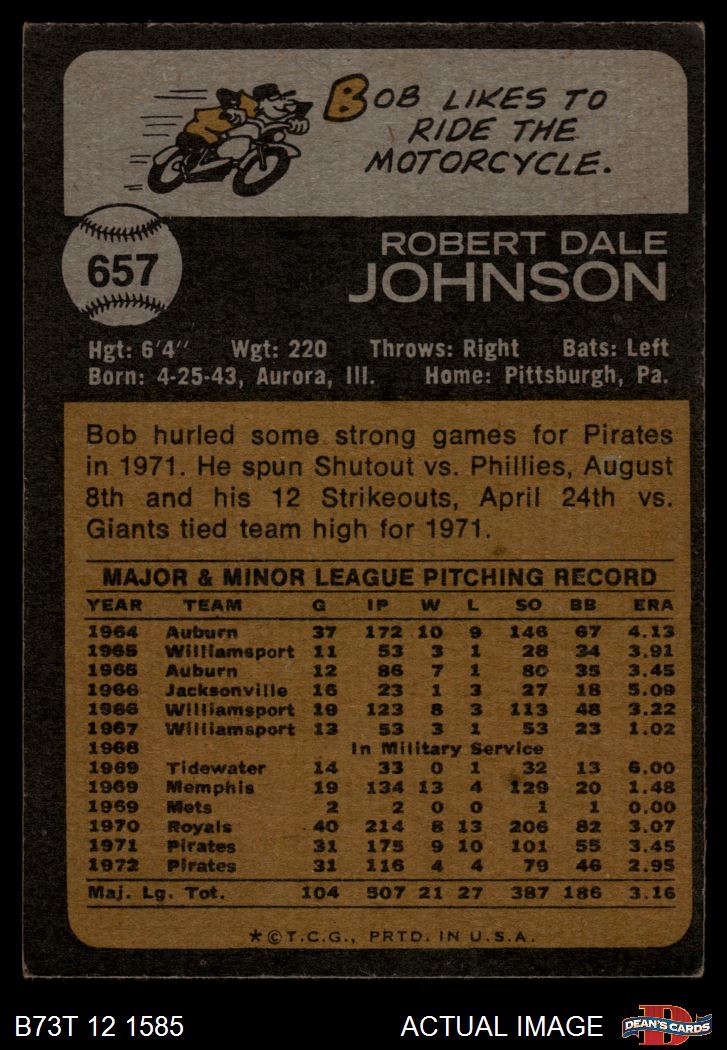 BOB LIKES TO
RIDE THE
MOTORCYCLE.
657
ROBERT DALE
JOHNSON
Hgt: 6'4" Wgt: 220 Throws: Right Bats: Left
Born: 4-25-43, Aurora, Ill. Home: Pittsburgh, Pa.
Bob hurled some strong games for Pirates
in 1971. He spun Shutout vs. Phillies, August
8th and his 12 Strikeouts, April 24th vs.
Giants tied team high for 1971.
MAJOR & MINOR LEAGUE PITCHING RECORD
YEAR TEAM G IP W L SO BB ERA
1964 Auburn 37 172 10 9 146 67 4.13
1965 Williamsport 11 53 3 1 28 34 3.91
1965 Auburn 12 86 7 1 80 35 3.45
1966 Jacksonville 16 23 1 3 27 18 5.09
1966 Williamsport 19 123 8 3 113 48 3.22
1967 Williamsport 13 53 3 1 53 23 1.02
1968 In Military Service
1969 Tidewater 14 33 0 1 32 13 6.00
1969 Memphis 19 134 13 4 129 20 1.48
1969 Mets 2 2 0 0 1 1 0.00
1970 Royals 40 214 8 13 206 82 3.07
1971 Pirates 31 175 9 10 101 55 3.45
1972 Pirates 31 116 4 4 79 46 2.95
Maj. Lg. Tot. 104 507 21 27 387 186 3.16
*©T.C.G., PRTD. IN U.S.A.
B73T 12 1585 ACTUAL IMAGE D DEAN'S CARDS